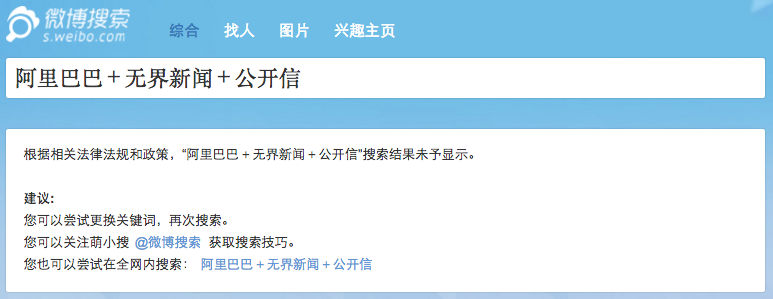 微博搜索
s.weibo.com
综合 找人 图片 兴趣主页
阿里巴巴+无界新闻+公开信
根据相关法律法规和政策，“阿里巴巴+无界新闻+公开信”搜索结果未予显示。
建议：
您可以尝试更换关键词，再次搜索。
您可以关注萌小搜 @微博搜索 获取搜索技巧。
您也可以尝试在全网内搜索： 阿里巴巴+无界新闻+公开信